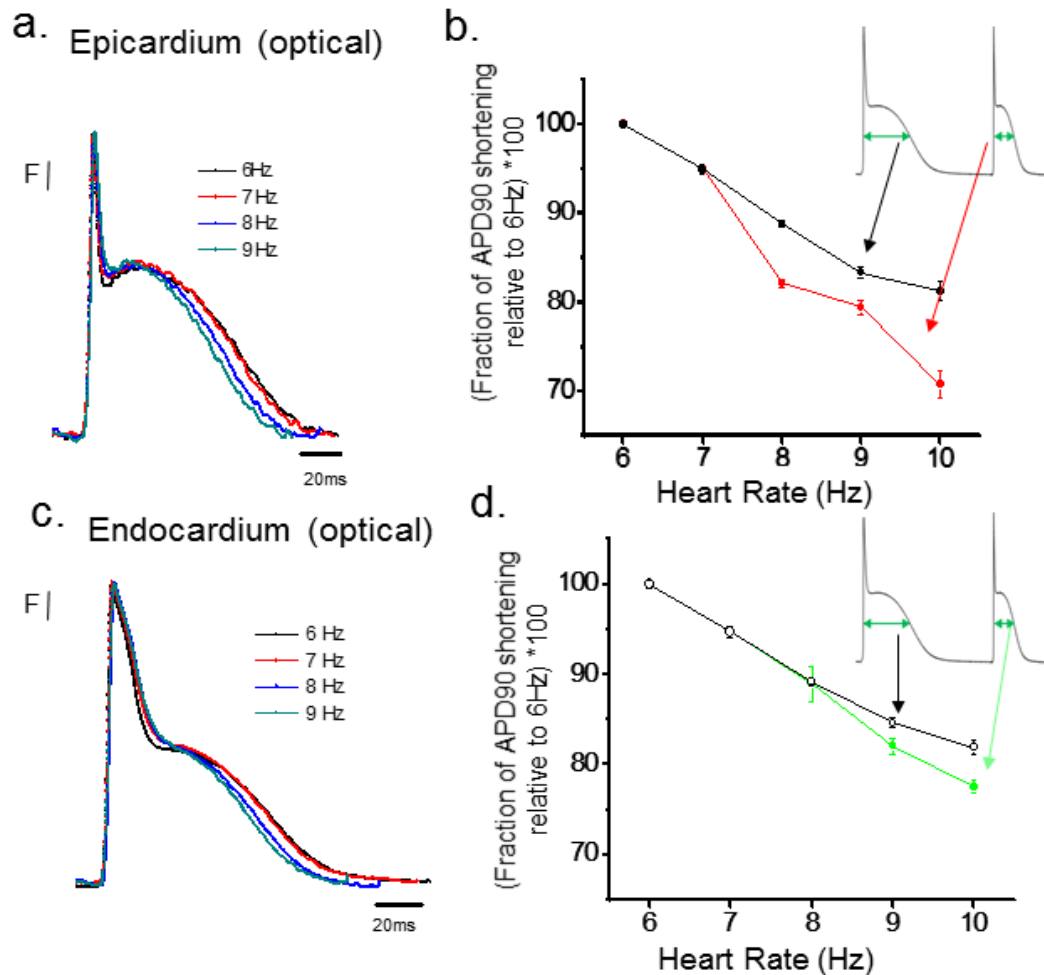 a.
Epicardium (optical)
F
6Hz
7Hz
8Hz
9Hz
20ms
b.
(Fraction of APD90 shortening
relative to 6Hz) *100
100
90
80
70
6 7 8 9 10
Heart Rate (Hz)
c.
Endocardium (optical)
F
6 Hz
7 Hz
8 Hz
9 Hz
20ms
d.
(Fraction of APD90 shortening
relative to 6Hz) *100
100
90
80
70
6 7 8 9 10
Heart Rate (Hz)